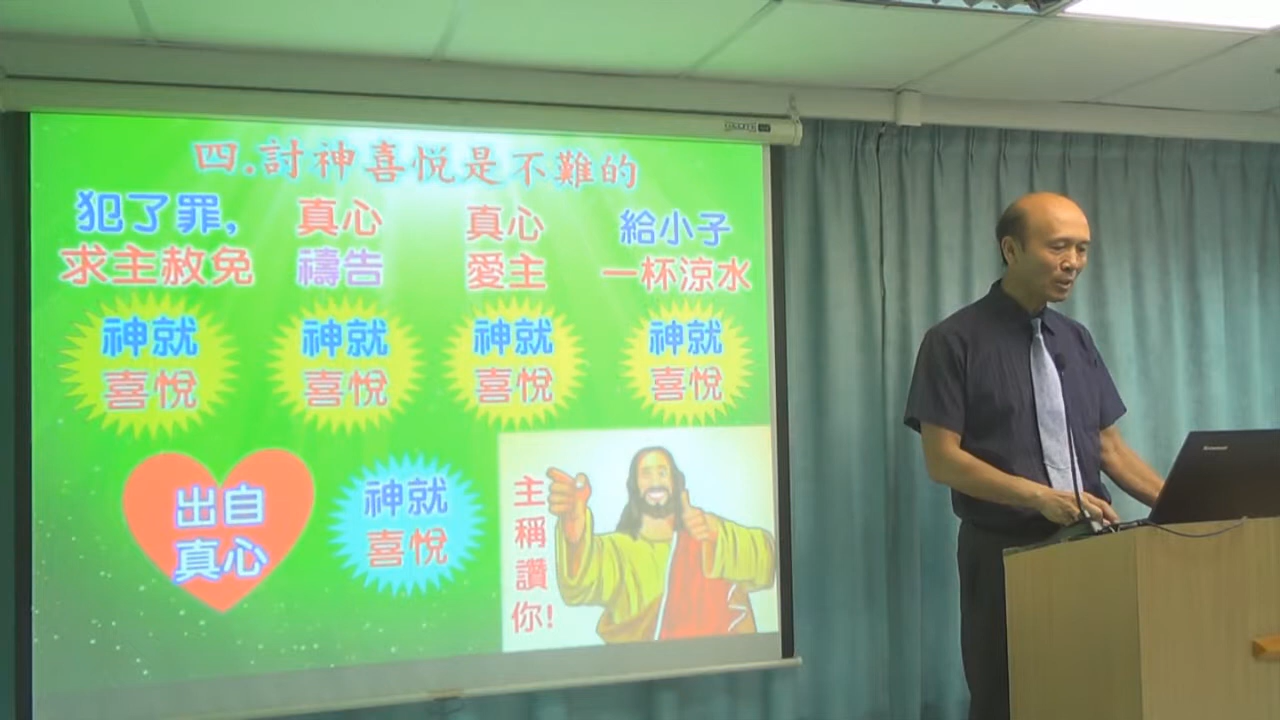 四.討神喜悅是不難的
犯了罪,
求主赦免
真心
禱告
真心
愛主
給小子
一杯涼水
神就
喜悅
神就
喜悅
神就
喜悅
神就
喜悅
出自
真心
神就
喜悅
主
稱
讚
你!
lenovo